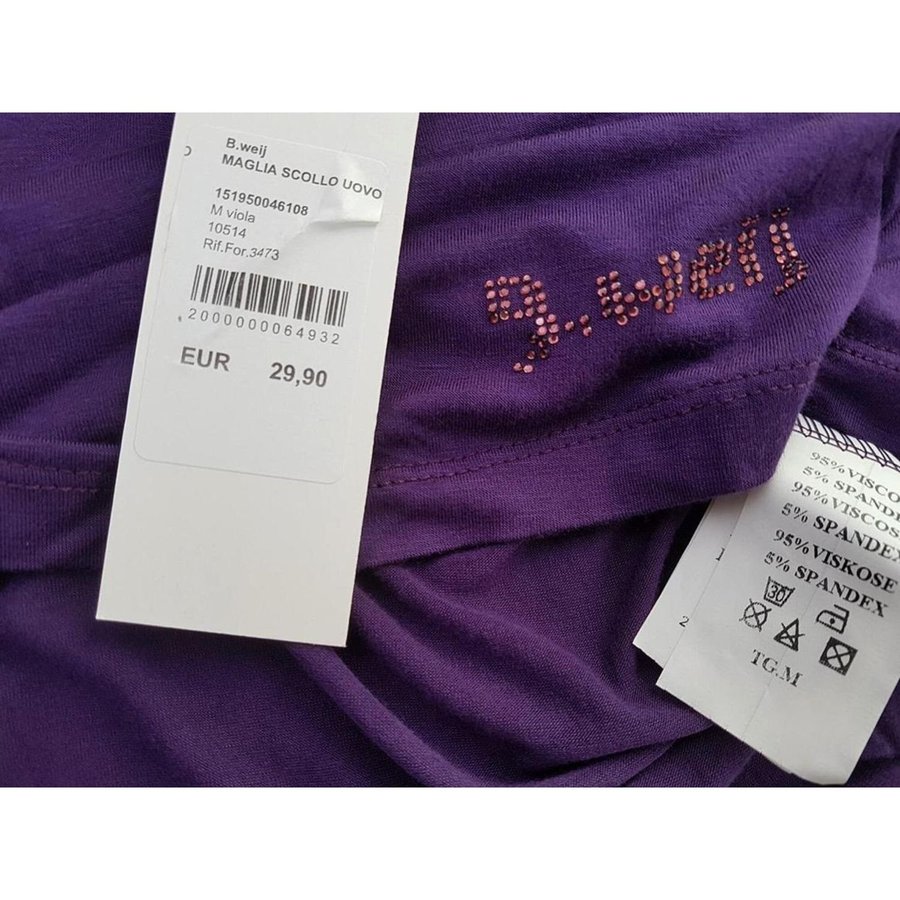 B.weij
MAGLIA SCOLLO UOVO
151950046108
M viola
10514
Rif.For.3473
2000000064932
EUR 29,90
b.weij
95%VISCO
5% SPANDE
95%VISCOS
5% SPANDEX
95%VISKOSE
5% SPANDEX
30
TG.M
2